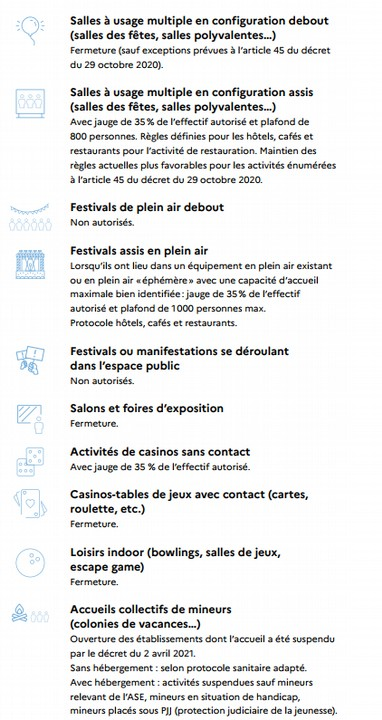 Salles à usage multiple en configuration debout
(salles des fêtes, salles polyvalentes...)
Fermeture (sauf exceptions prévues à l'article 45 du décret
du 29 octobre 2020).
Salles à usage multiple en configuration assis
(salles des fêtes, salles polyvalentes...)
Avec jauge de 35 % de l'effectif autorisé et plafond de
800 personnes. Règles définies pour les hôtels, cafés et
restaurants pour l'activité de restauration. Maintien des
règles actuelles plus favorables pour les activités énumérées
à l'article 45 du décret du 29 octobre 2020.
Festivals de plein air debout
Non autorisés.
Festivals assis en plein air
Lorsqu'ils ont lieu dans un équipement en plein air existant
ou en plein air « éphémère » avec une capacité d'accueil
maximale bien identifiée : jauge de 35 % de l'effectif
autorisé et plafond de 1000 personnes max.
Protocole hôtels, cafés et restaurants.
Festivals ou manifestations se déroulant
dans l'espace public
Non autorisés.
Salons et foires d'exposition
Fermeture.
Activités de casinos sans contact
Avec jauge de 35 % de l'effectif autorisé.
Casinos-tables de jeux avec contact (cartes,
roulette, etc.)
Fermeture.
Loisirs indoor (bowlings, salles de jeux,
escape game)
Fermeture.
Accueils collectifs de mineurs
(colonies de vacances...)
Ouverture des établissements dont l'accueil a été suspendu
par le décret du 2 avril 2021.
Sans hébergement : selon protocole sanitaire adapté.
Avec hébergement : activités suspendues sauf mineurs
relevant de l'ASE, mineurs en situation de handicap,
mineurs placés sous PJJ (protection judiciaire de la jeunesse).